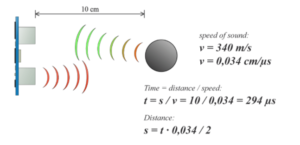 10 cm
speed of sound:
v = 340 m/s
v = 0,034 cm/μs
Time = distance / speed:
t = s / v = 10 / 0,034 = 294 μs
Distance:
s = t · 0,034 / 2